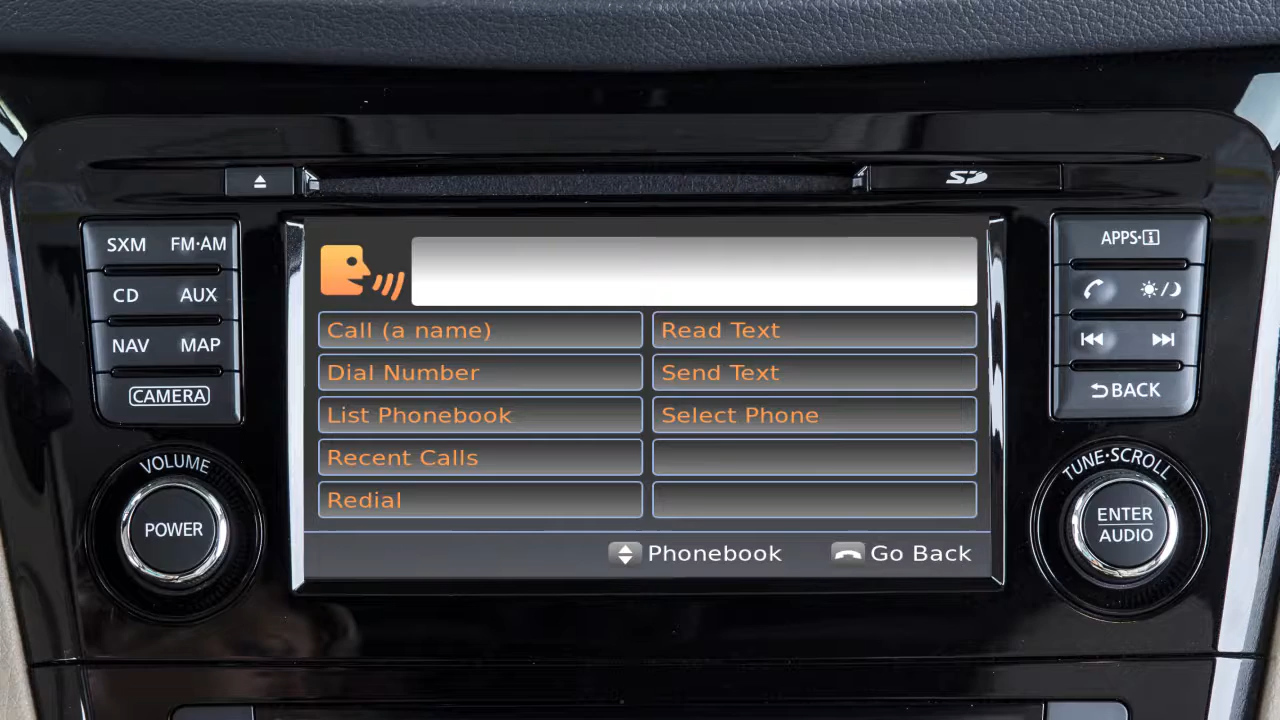 SD
SXM FM·AM
CD AUX
NAV MAP
CAMERA
VOLUME
POWER
Call (a name)
Dial Number
List Phonebook
Recent Calls
Redial
Read Text
Send Text
Select Phone
Phonebook
Go Back
APPS·i
BACK
TUNE·SCROLL
ENTER
AUDIO